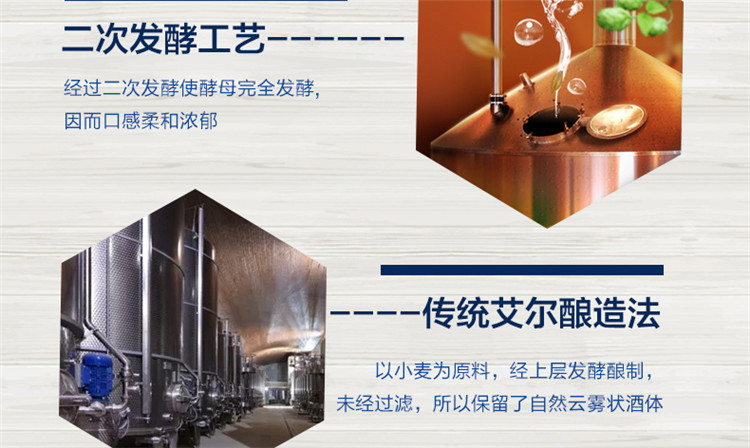 二次发酵工艺------
经过二次发酵使酵母完全发酵,
因而口感柔和浓郁
----传统艾尔酿造法
以小麦为原料，经上层发酵酿制，
未经过滤，所以保留了自然云雾状酒体